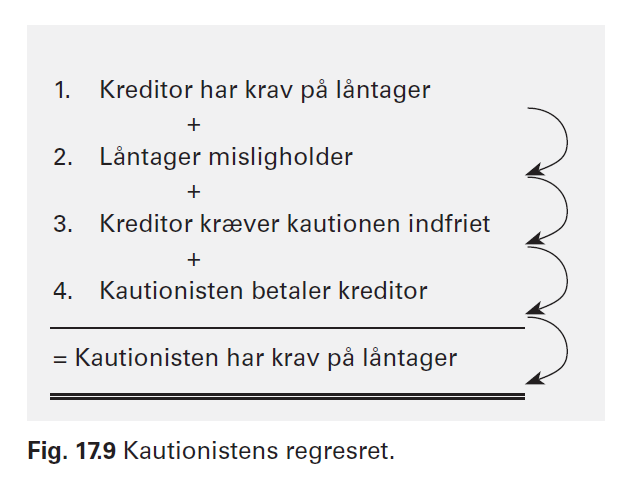 1. Kreditor har krav på låntager
+
2. Låntager misligholder
+
3. Kreditor kræver kautionen indfriet
+
4. Kautionisten betaler kreditor
= Kautionisten har krav på låntager
Fig. 17.9 Kautionistens regresret.